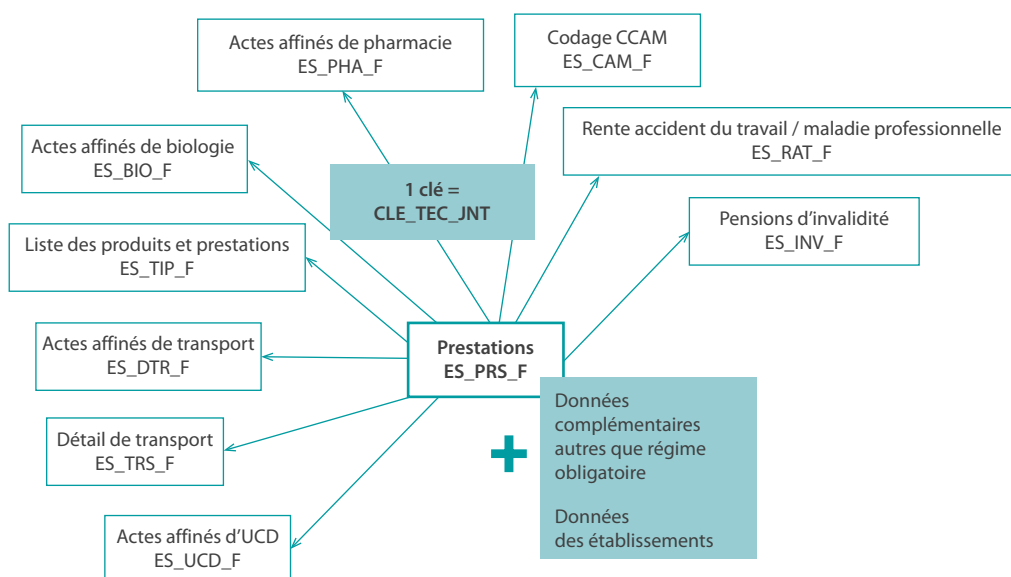 Actes affinés de pharmacie
ES_PHA_F
Codage CCAM
ES_CAM_F
Rente accident du travail / maladie professionnelle
ES_RAT_F
Actes affinés de biologie
ES_BIO_F
1 clé =
CLE_TEC_JNT
Pensions d’invalidité
ES_INV_F
Liste des produits et prestations
ES_TIP_F
Actes affinés de transport
ES_DTR_F
Prestations
ES_PRS_F
Données
complémentaires
autres que régime
obligatoire
Données
des établissements
Détail de transport
ES_TRS_F
Actes affinés d’UCD
ES_UCD_F